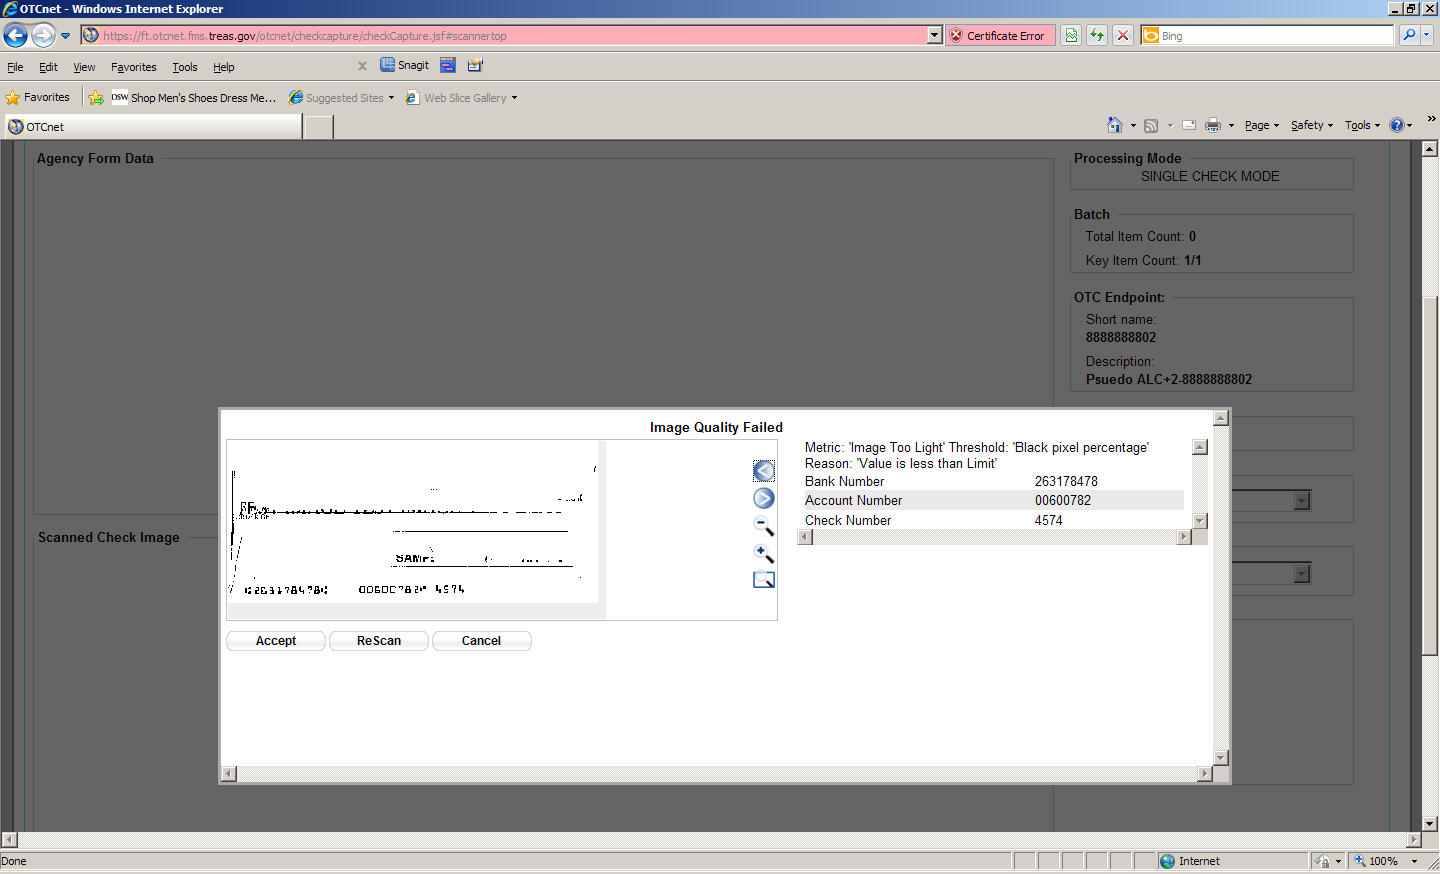 OTCnet - Windows Internet Explorer
https://ft.otcnet.fms.treas.gov/otcnet/checkcapture/checkCapture.jsf#scannertop
Certificate Error
Bing
File Edit View Favorites Tools Help
x Snagit
Favorites
DSW Shop Men's Shoes Dress Me...
Suggested Sites
Web Slice Gallery
OTCnet
Page Safety Tools
»
Agency Form Data
Processing Mode
SINGLE CHECK MODE
Batch
Total Item Count: 0
Key Item Count: 1/1
OTC Endpoint:
Short name:
8888888802
Description:
Psuedo ALC+2-8888888802
Image Quality Failed
Metric: 'Image Too Light' Threshold: 'Black pixel percentage'
Reason: 'Value is less than Limit'
Bank Number 263178478
Account Number 00600782
Check Number 4574
Scanned Check Image
Accept ReScan Cancel
Done
Internet
100%